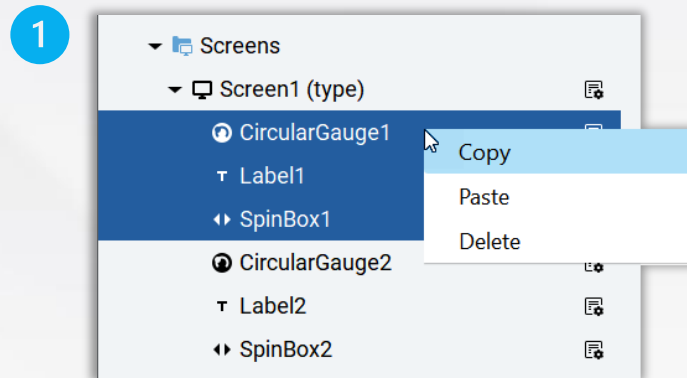 1
Screens
Screen1 (type)
CircularGauge1
Copy
Label1
Paste
SpinBox1
Delete
CircularGauge2
Label2
SpinBox2